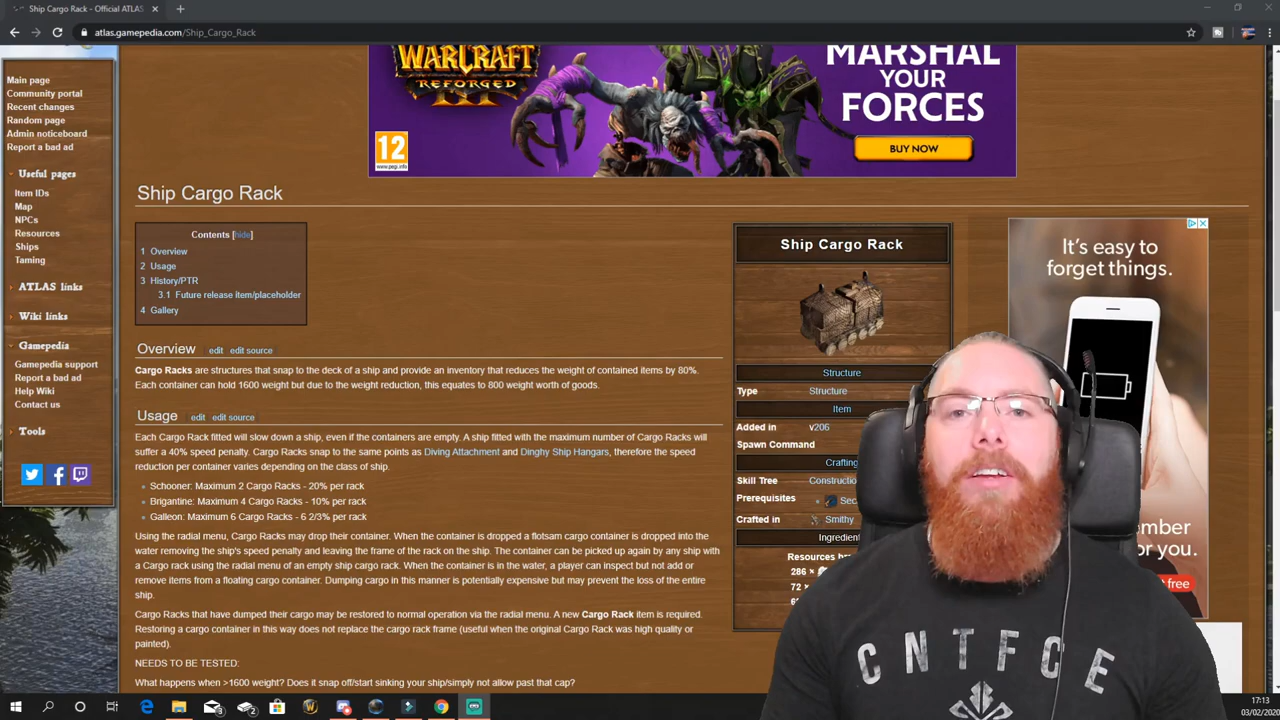 Ship Cargo Rack - Official ATLAS
atlas.gamepedia.com/Ship_Cargo_Rack
Main page
Community portal
Recent changes
Random page
Admin noticeboard
Report a bad ad
Useful pages
Item IDs
Map
NPCs
Resources
Ships
Taming
ATLAS links
Wiki links
Gamepedia
Gamepedia support
Report a bad ad
Help Wiki
Contact us
Tools
WARCRAFT
III
REFORGED
12
www.pegi.info
MARSHAL
YOUR
FORCES
BUY NOW
Ship Cargo Rack
Contents [hide]
1 Overview
2 Usage
3 History/PTR
3.1 Future release item/placeholder
4 Gallery
Overview edit edit source
Cargo Racks are structures that snap to the deck of a ship and provide an inventory that reduces the weight of contained items by 80%.
Each container can hold 1600 weight but due to the weight reduction, this equates to 800 weight worth of goods.
Usage edit edit source
Each Cargo Rack fitted will slow down a ship, even if the containers are empty. A ship fitted with the maximum number of Cargo Racks will
suffer a 40% speed penalty. Cargo Racks snap to the same points as Diving Attachment and Dinghy Ship Hangars, therefore the speed
reduction per container varies depending on the class of ship.
Schooner: Maximum 2 Cargo Racks - 20% per rack
Brigantine: Maximum 4 Cargo Racks - 10% per rack
Galleon: Maximum 6 Cargo Racks - 6 2/3% per rack
Using the radial menu, Cargo Racks may drop their container. When the container is dropped a flotsam cargo container is dropped into the
water removing the ship's speed penalty and leaving the frame of the rack on the ship. The container can be picked up again by any ship with
a Cargo rack using the radial menu of an empty ship cargo rack. When the container is in the water, a player can inspect but not add or
remove items from a floating cargo container. Dumping cargo in this manner is potentially expensive but may prevent the loss of the entire
ship.
Cargo Racks that have dumped their cargo may be restored to normal operation via the radial menu. A new Cargo Rack item is required.
Restoring a cargo container in this way does not replace the cargo rack frame (useful when the original Cargo Rack was high quality or
painted).
NEEDS TO BE TESTED:
What happens when >1600 weight? Does it snap off/start sinking your ship/simply not allow past that cap?
Ship Cargo Rack
Structure
Type Structure
Item
Added in v206
Spawn Command
Crafting
Skill Tree Constructio
Prerequisites Sec
Crafted in Smithy
Ingredient
Resources b
286 ×
72 ×
It's easy to
forget things.
mber
or you.
free
CNTFCE
17:13
03/02/2020